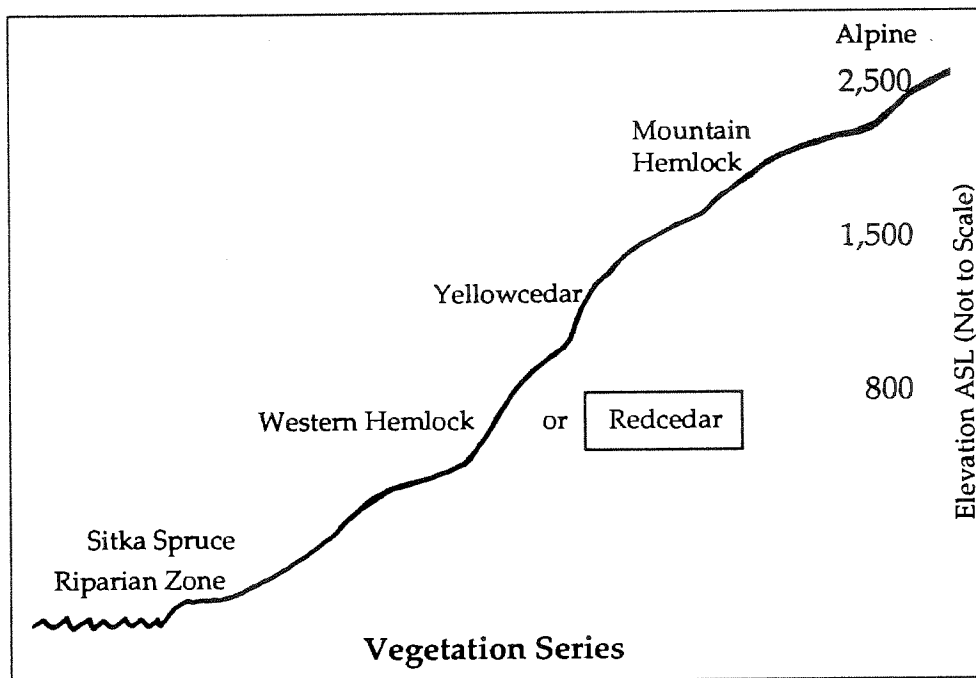 Alpine
2,500
Mountain
Hemlock
1,500
Yellowcedar
800
Western Hemlock or Redcedar
Sitka Spruce
Riparian Zone
Vegetation Series
Elevation ASL (Not to Scale)